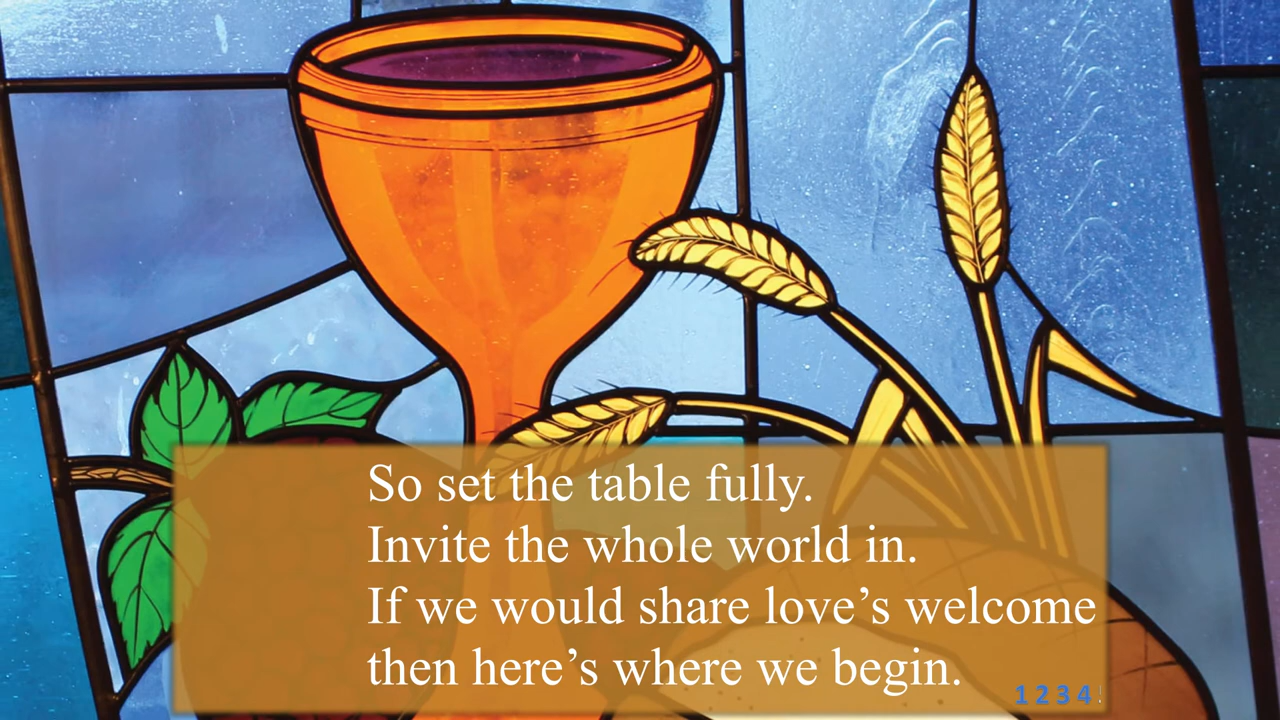 So set the table fully.
Invite the whole world in.
If we would share love’s welcome
then here’s where we begin.
1 2 3 4